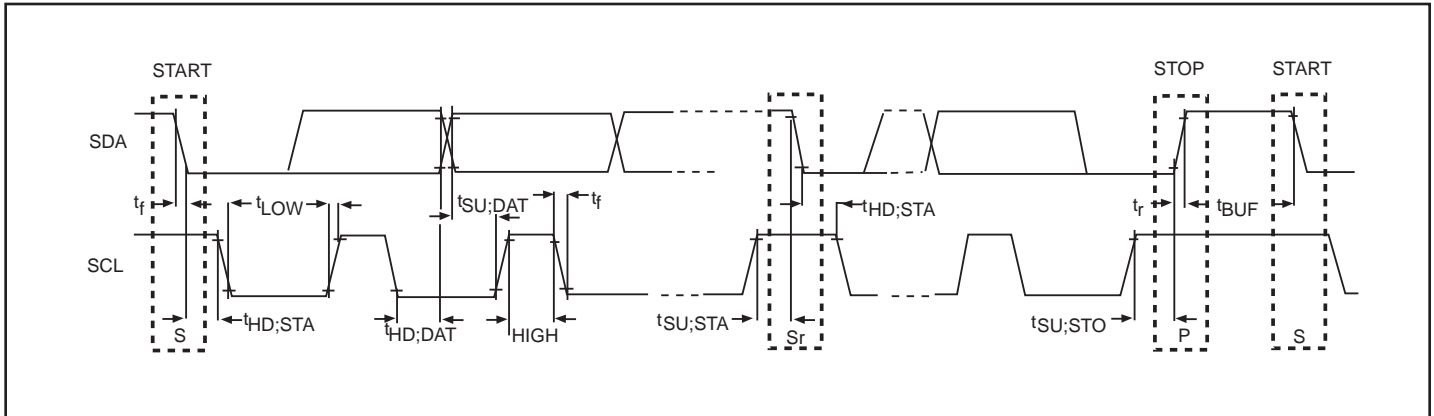 START STOP START
SDA
tf tLOW tSU;DAT tf tHD;STA tr tBUF
SCL
tHD;STA tHD;DAT HIGH tSU;STA tSU;STO
S Sr P S